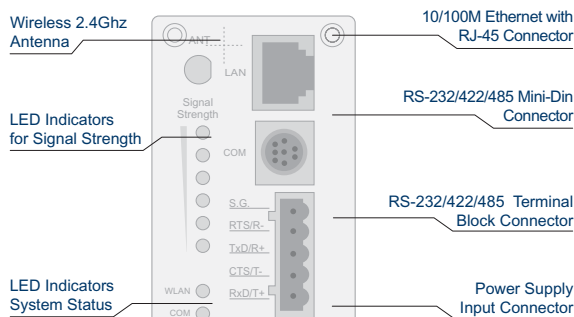 Wireless 2.4Ghz
Antenna
10/100M Ethernet with
RJ-45 Connector
ANT
LAN
RS-232/422/485 Mini-Din
Connector
Signal
Strength
LED Indicators
for Signal Strength
COM
S.G.
RTS/R-
TxD/R+
CTS/T-
RxD/T+
RS-232/422/485 Terminal
Block Connector
LED Indicators
System Status
WLAN
COM
Power Supply
Input Connector